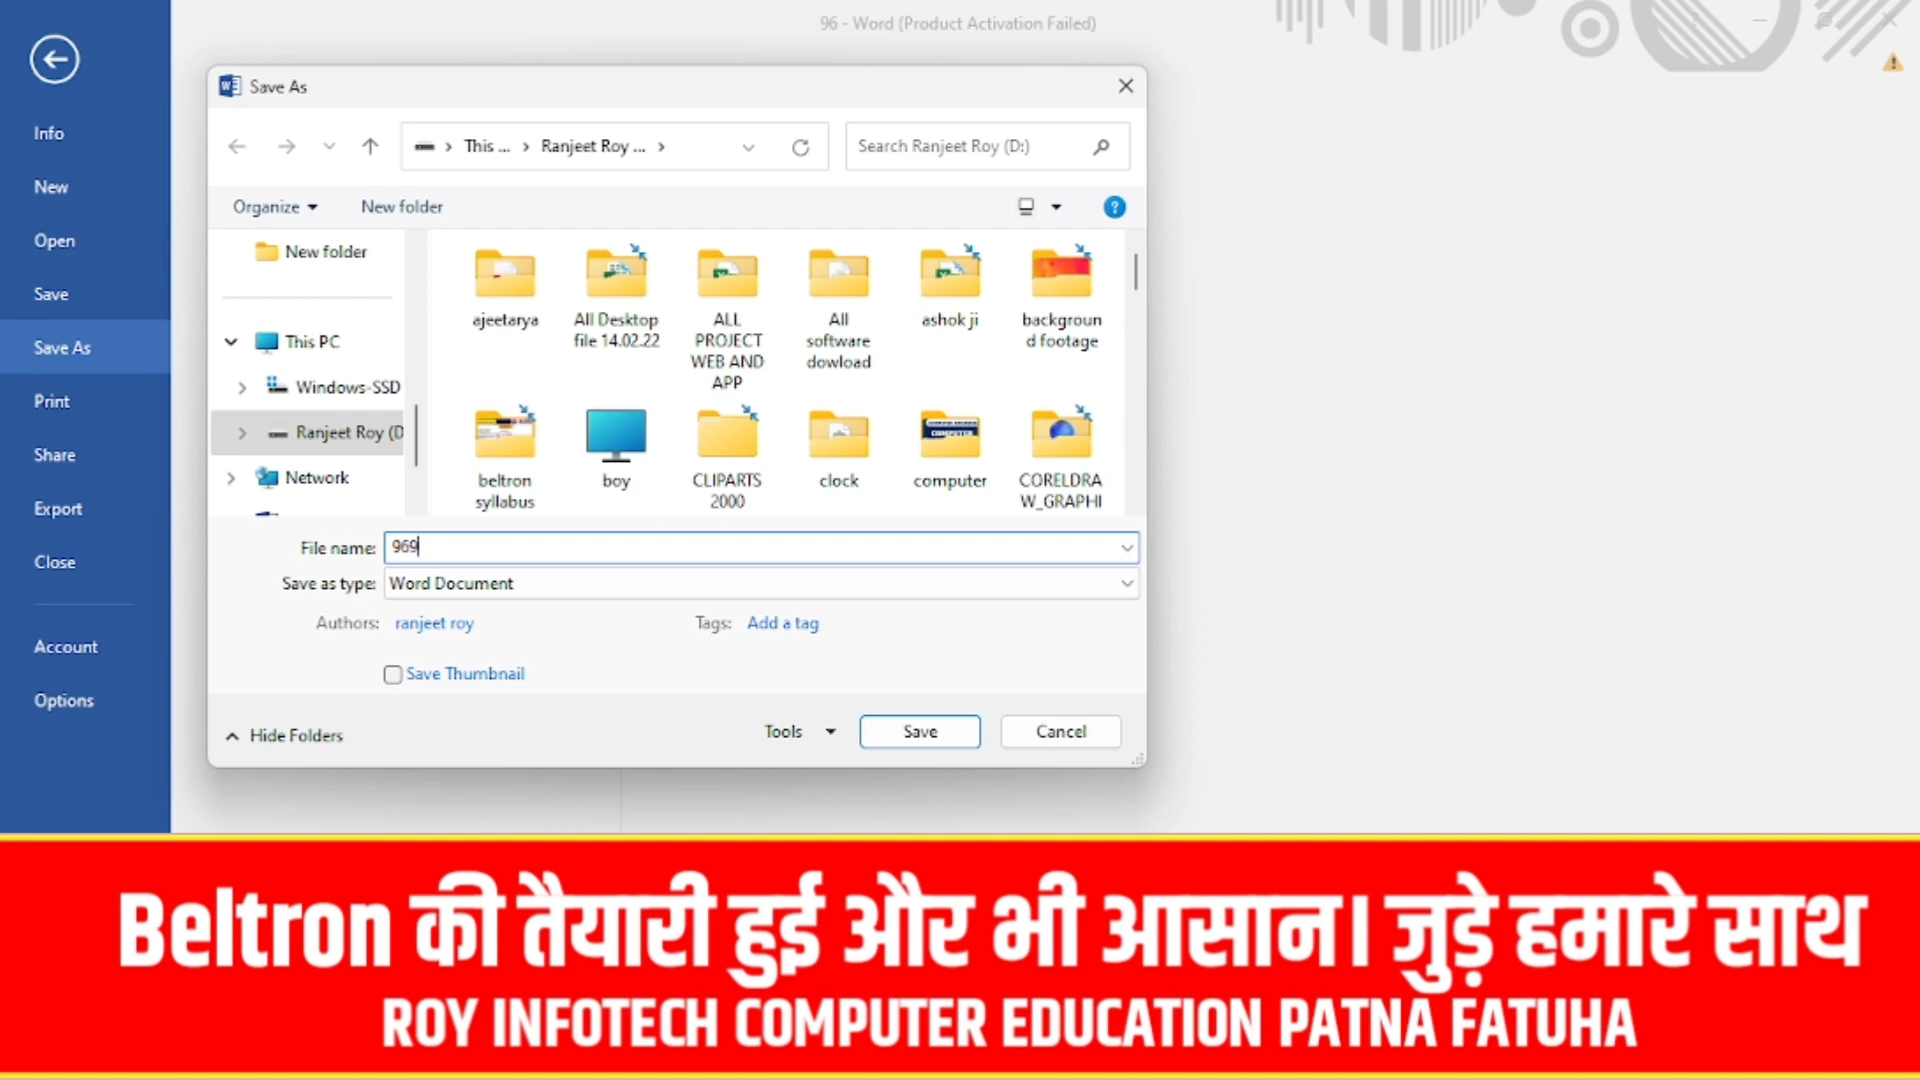 96 - Word (Product Activation Failed)
Info
New
Open
Save
Save As
Print
Share
Export
Close
Account
Options
Save As
This ... Ranjeet Roy ...
Search Ranjeet Roy (D:)
Organize
New folder
New folder
This PC
Windows-SSD
Ranjeet Roy (D
Network
ajeetarya
All Desktop
file 14.02.22
ALL
PROJECT
WEB AND
APP
All
software
dowload
ashok ji
backgroun
d footage
beltron
syllabus
boy
CLIPARTS
2000
clock
computer
CORELDRA
W_GRAPHI
File name: 969
Save as type: Word Document
Authors: ranjeet roy
Tags: Add a tag
Save Thumbnail
Hide Folders
Tools
Save
Cancel
Beltron की तैयारी हुई और भी आसान। जुड़े हमारे साथ
ROY INFOTECH COMPUTER EDUCATION PATNA FATUHA